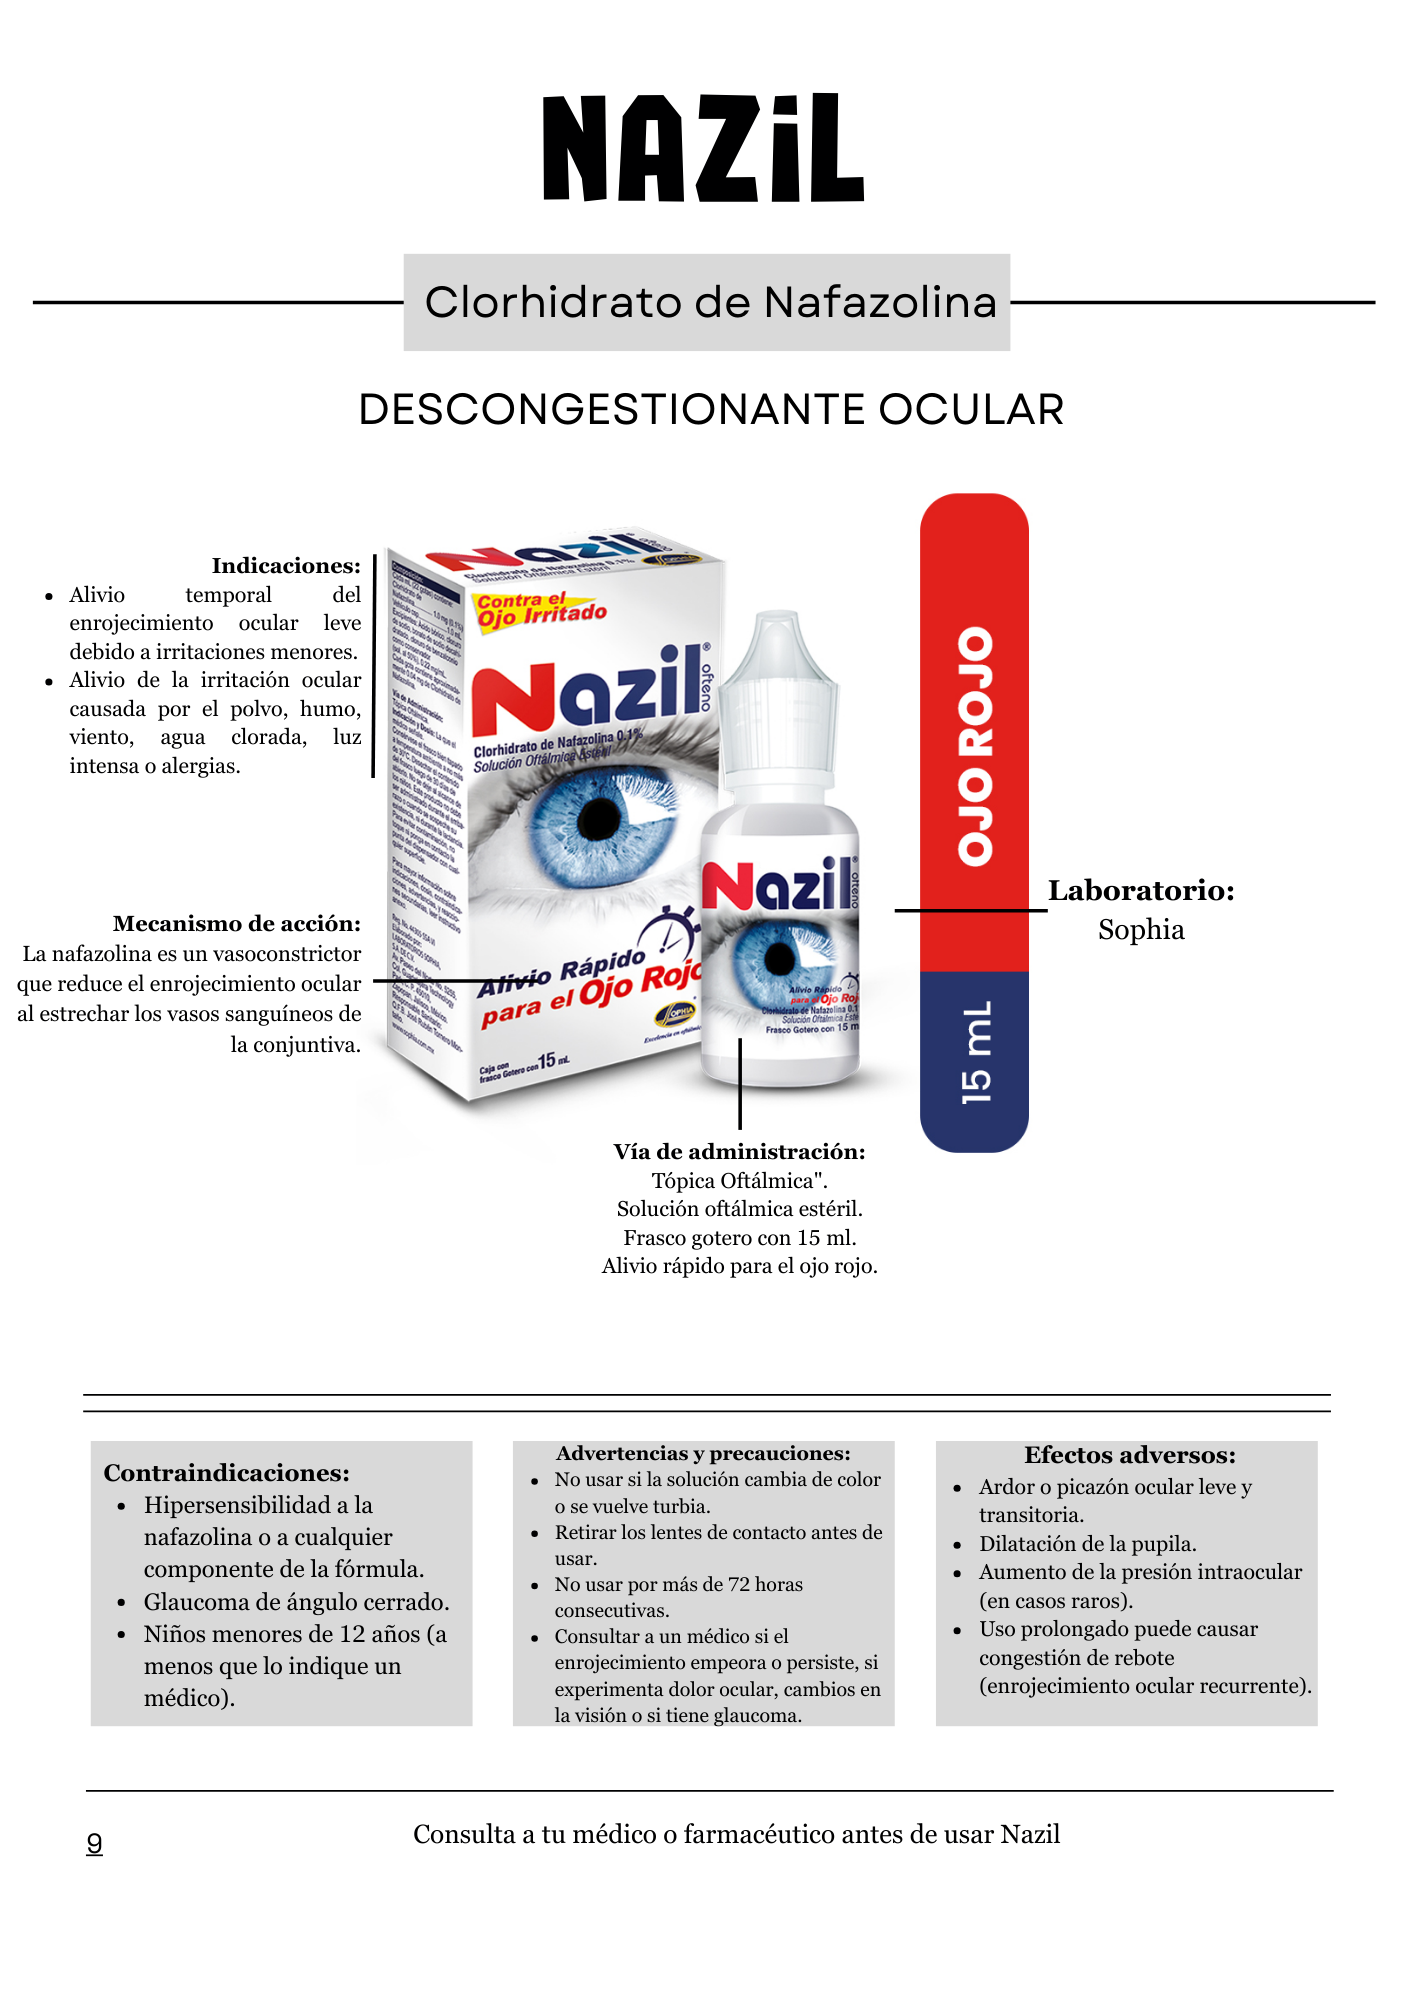 NAZiL
Clorhidrato de Nafazolina
DESCONGESTIONANTE OCULAR
Indicaciones:
• Alivio temporal del
enrojecimiento ocular leve
debido a irritaciones menores.
• Alivio de la irritación ocular
causada por el polvo, humo,
viento, agua clorada, luz
intensa o alergias.
Mecanismo de acción:
La nafazolina es un vasoconstrictor
que reduce el enrojecimiento ocular
al estrechar los vasos sanguíneos de
la conjuntiva.
Nazil
ofteno
Clorhidrato de Nafazolina 0.1%
Solución Oftálmica Estéril
SOPHIA
Contra el
Ojo Irritado
Nazil®
ofteno
Clorhidrato de Nafazolina 0.1%
Solución Oftálmica Estéril
Alivio Rápido
para el Ojo Rojo
SOPHIA
Caja con
frasco Gotero con 15 mL
Nazil®
ofteno
Alivio Rápido
para el Ojo Rojo
Clorhidrato de Nafazolina 0.1
Solución Oftálmica Esté
Frasco Gotero con 15 m
OJO ROJO
15 mL
Laboratorio:
Sophia
Vía de administración:
Tópica Oftálmica".
Solución oftálmica estéril.
Frasco gotero con 15 ml.
Alivio rápido para el ojo rojo.
Contraindicaciones:
• Hipersensibilidad a la
nafazolina o a cualquier
componente de la fórmula.
• Glaucoma de ángulo cerrado.
• Niños menores de 12 años (a
menos que lo indique un
médico).
Advertencias y precauciones:
• No usar si la solución cambia de color
o se vuelve turbia.
• Retirar los lentes de contacto antes de
usar.
• No usar por más de 72 horas
consecutivas.
• Consultar a un médico si el
enrojecimiento empeora o persiste, si
experimenta dolor ocular, cambios en
la visión o si tiene glaucoma.
Efectos adversos:
• Ardor o picazón ocular leve y
transitoria.
• Dilatación de la pupila.
• Aumento de la presión intraocular
(en casos raros).
• Uso prolongado puede causar
congestión de rebote
(enrojecimiento ocular recurrente).
9
Consulta a tu médico o farmacéutico antes de usar Nazil